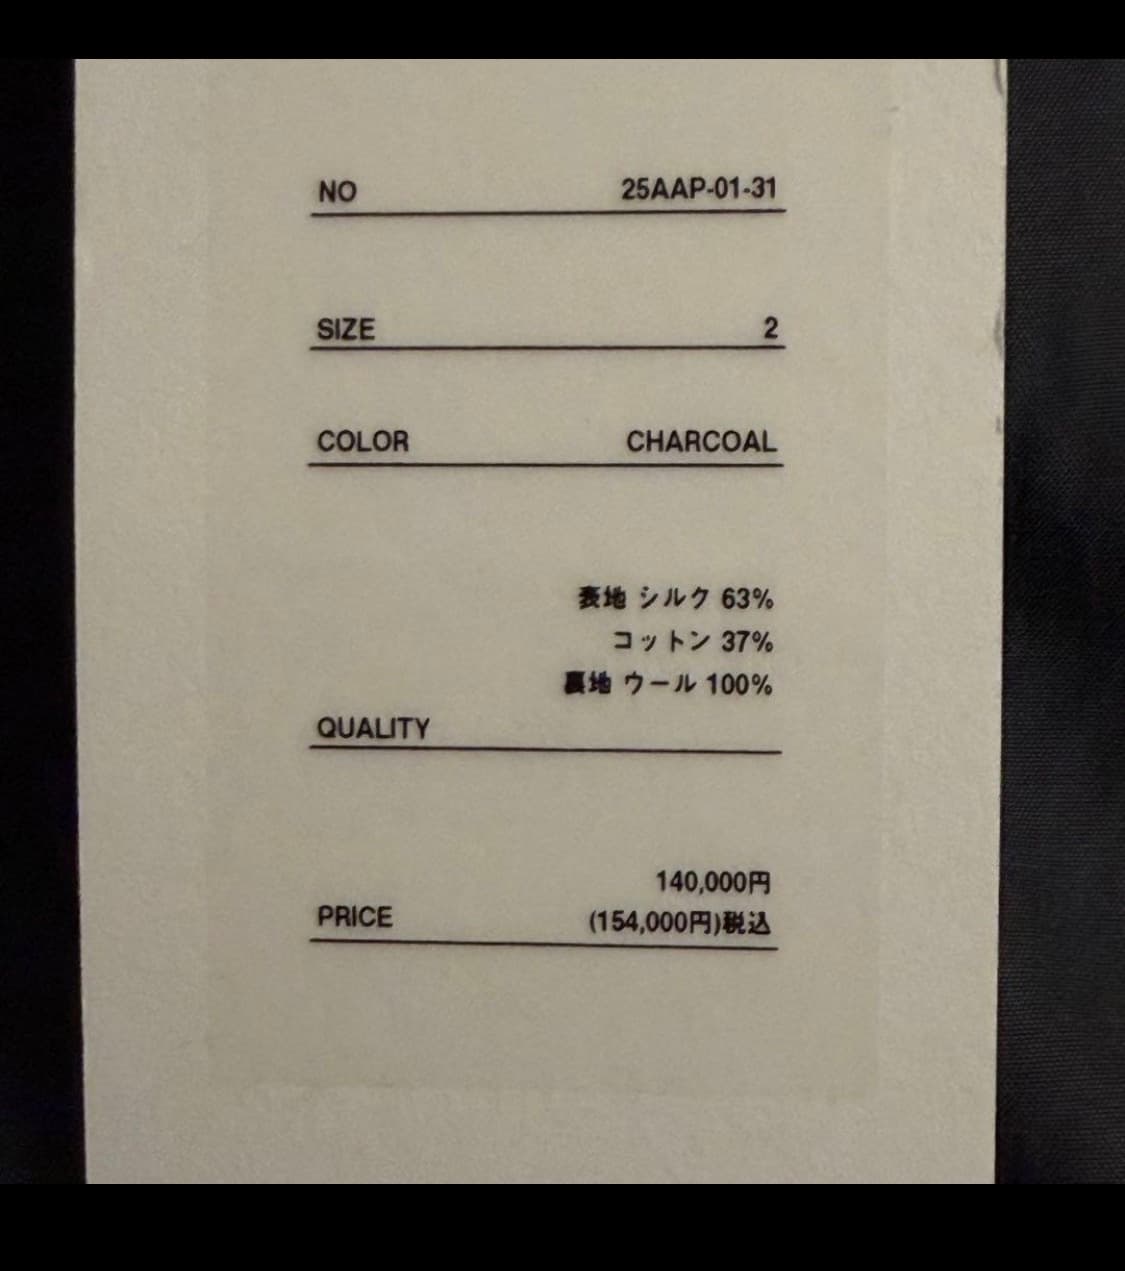 NO 25AAP-01-31
SIZE 2
COLOR CHARCOAL
表地 シルク 63%
コットン 37%
裏地 ウール 100%
QUALITY
140,000円
PRICE (154,000円)税込